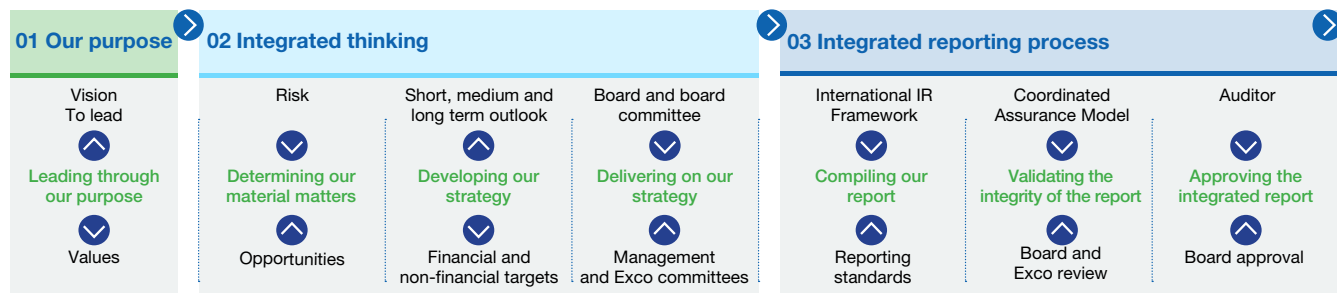 01 Our purpose
02 Integrated thinking
03 Integrated reporting process
Vision
To lead
Leading through
our purpose
Values
Risk
Determining our
material matters
Opportunities
Short, medium and
long term outlook
Developing our
strategy
Financial and
non-financial targets
Board and board
committee
Delivering on our
strategy
Management
and Exco committees
International IR
Framework
Compiling our
report
Reporting
standards
Coordinated
Assurance Model
Validating the
integrity of the report
Board and
Exco review
Auditor
Approving the
integrated report
Board approval